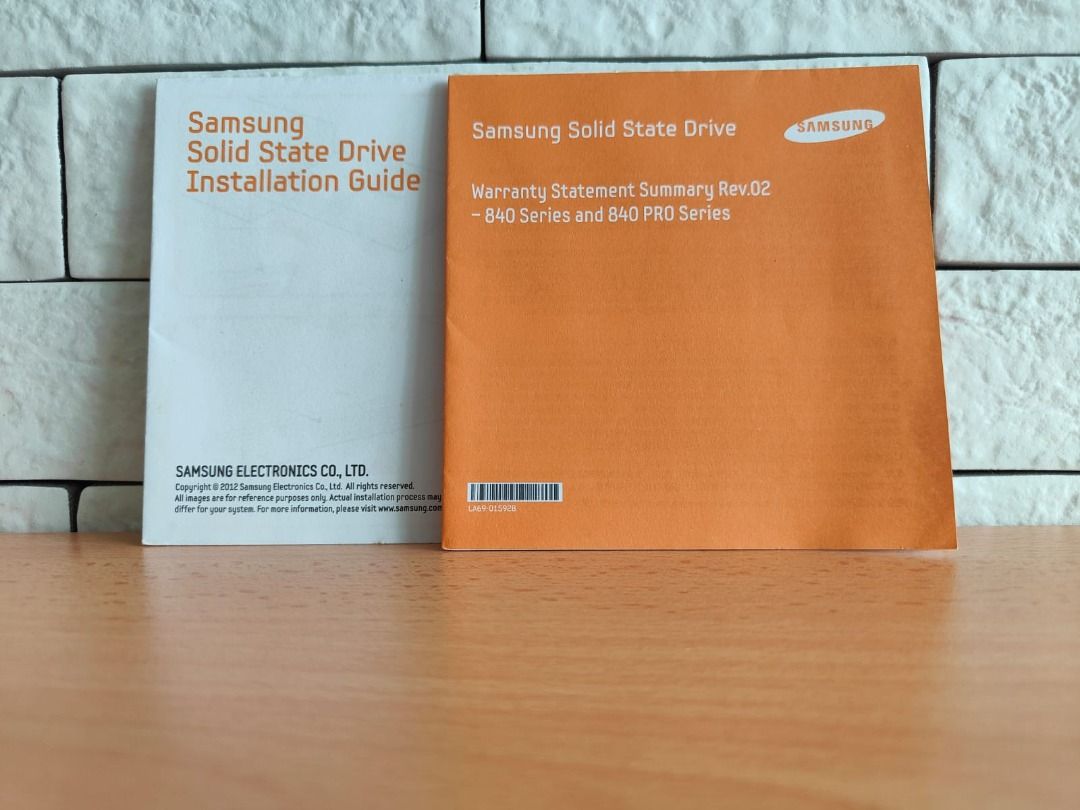 Samsung
Solid State Drive
Installation Guide
SAMSUNG ELECTRONICS CO., LTD.
Copyright © 2012 Samsung Electronics Co., Ltd. All rights reserved.
All images are for reference purposes only. Actual installation process may
differ for your system. For more information, please visit www.samsung.com
Samsung Solid State Drive
SAMSUNG
Warranty Statement Summary Rev.02
– 840 Series and 840 PRO Series
LA69-01592B